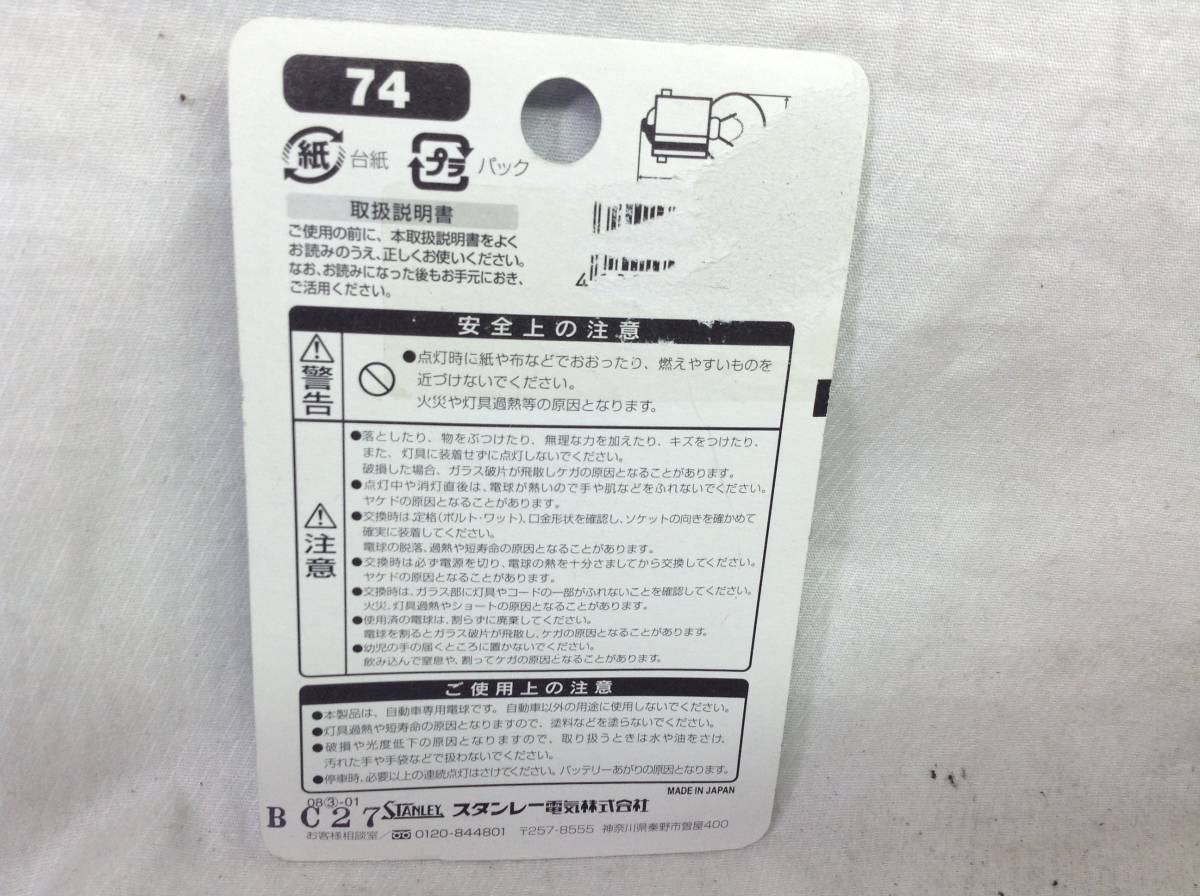 74
紙 台紙 プラ パック
取扱説明書
ご使用の前に、本取扱説明書をよく
お読みのうえ、正しくお使いください。
なお、お読みになった後もお手元におき、
ご活用ください。
4
安全上の注意
警告
●点灯時に紙や布などでおおったり、燃えやすいものを
近づけないでください。
火災や灯具過熱等の原因となります。
注意
●落としたり、物をぶつけたり、無理な力を加えたり、キズをつけたり、
また、灯具に装着せずに点灯しないでください。
破損した場合、ガラス破片が飛散しケガの原因となることがあります。
●点灯中や消灯直後は、電球が熱いので手や肌などをふれないでください。
ヤケドの原因となることがあります。
●交換時は、定格(ボルト・ワット)、口金形状を確認し、ソケットの向きを確かめて
確実に装着してください。
電球の脱落、過熱や短寿命の原因となることがあります。
●交換時は必ず電源を切り、電球の熱を十分さましてから交換してください。
ヤケドの原因となることがあります。
●交換時は、ガラス部に灯具やコードの一部がふれないことを確認してください。
火災、灯具過熱やショートの原因となることがあります。
●使用済の電球は、割らずに廃棄してください。
電球を割るとガラス破片が飛散し、ケガの原因となることがあります。
●幼児の手の届くところに置かないでください。
飲み込んで窒息や、割ってケガの原因となることがあります。
ご使用上の注意
●本製品は、自動車専用電球です。自動車以外の用途に使用しないでください。
●灯具過熱や短寿命の原因となりますので、塗料などを塗らないでください。
●破損や光度低下の原因となりますので、取り扱うときは水や油をさけ、
汚れた手や手袋などで扱わないでください。
●停車時、必要以上の連続点灯はさけてください。バッテリーあがりの原因となります。
MADE IN JAPAN
08(3)-01
BC27 STANLEY スタンレー電気株式会社
お客様相談室/ 0120-844801 〒257-8555 神奈川県秦野市曽屋400